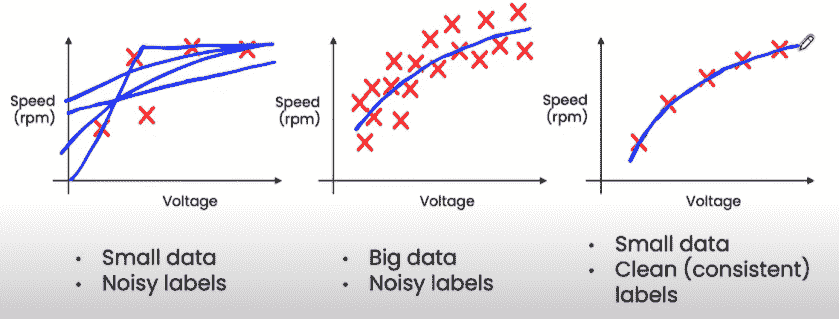 Speed
(rpm)
Voltage
• Small data
• Noisy labels
Speed
(rpm)
Voltage
• Big data
• Noisy labels
Speed
(rpm)
Voltage
• Small data
• Clean (consistent)
labels